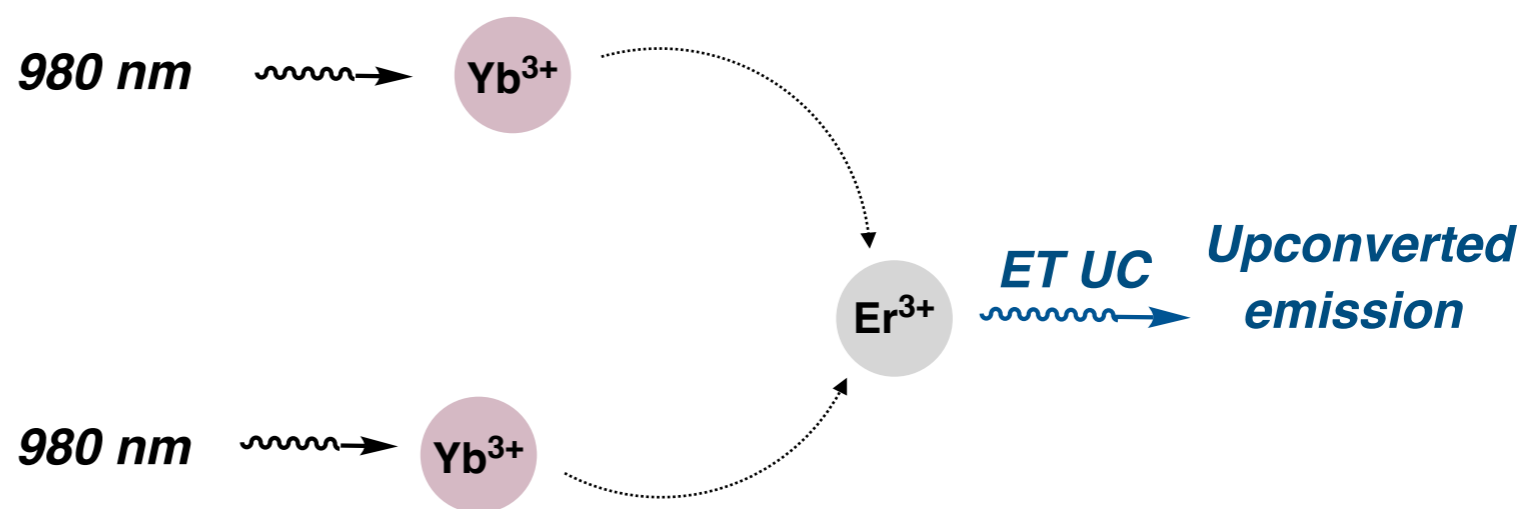 980 nm
Yb³⁺
Er³⁺
ET UC
Upconverted
emission
980 nm
Yb³⁺